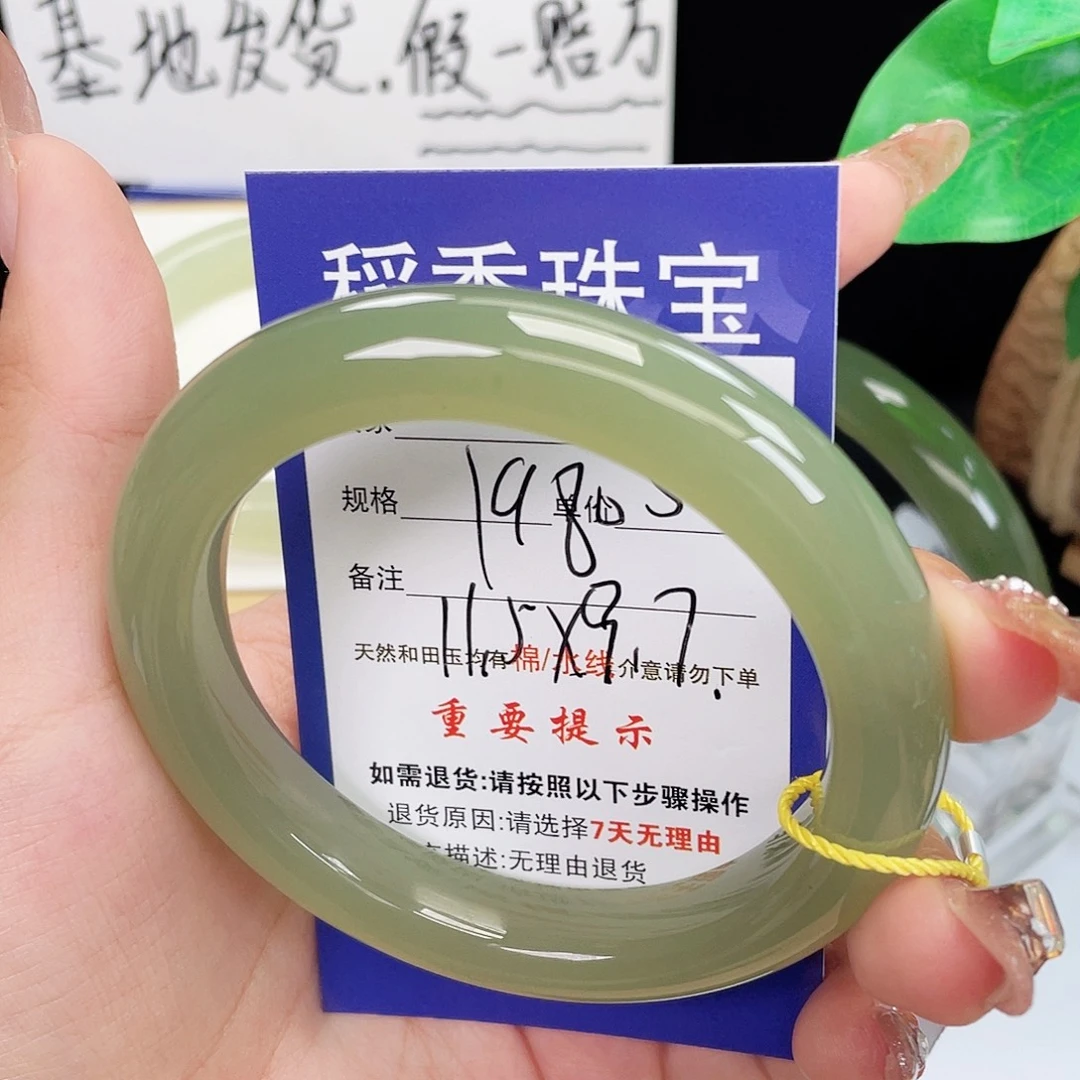 基地发货.假一赔万
稻香珠宝
规格 单价
198
备注
11.5X9.7.
天然和田玉均有棉/水线介意请勿下单
重要提示
如需退货:请按照以下步骤操作
退货原因:请选择7天无理由
描述:无理由退货